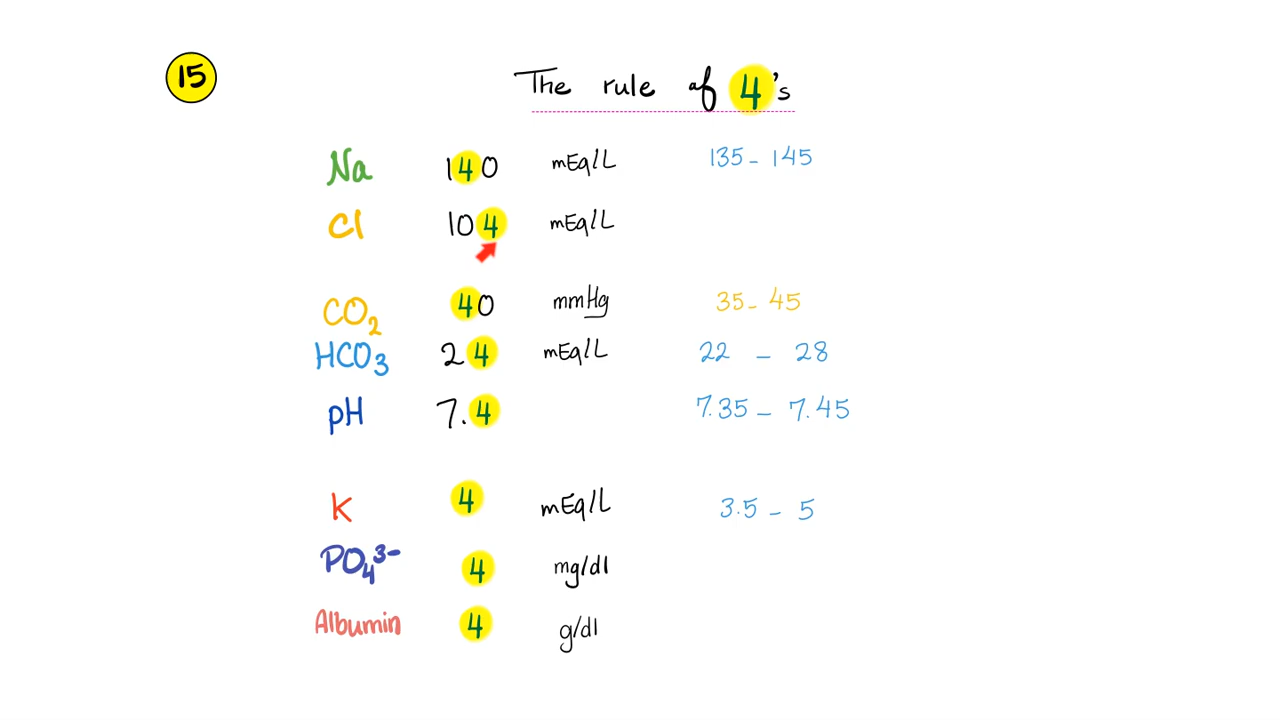 15
The rule of 4's
Na 140 mEq/L 135 - 145
Cl 104 mEq/L
CO₂ 40 mmHg 35 - 45
HCO₃ 24 mEq/L 22 - 28
pH 7.4 7.35 - 7.45
K 4 mEq/L 3.5 - 5
PO₄³⁻ 4 mg/dl
Albumin 4 g/dl